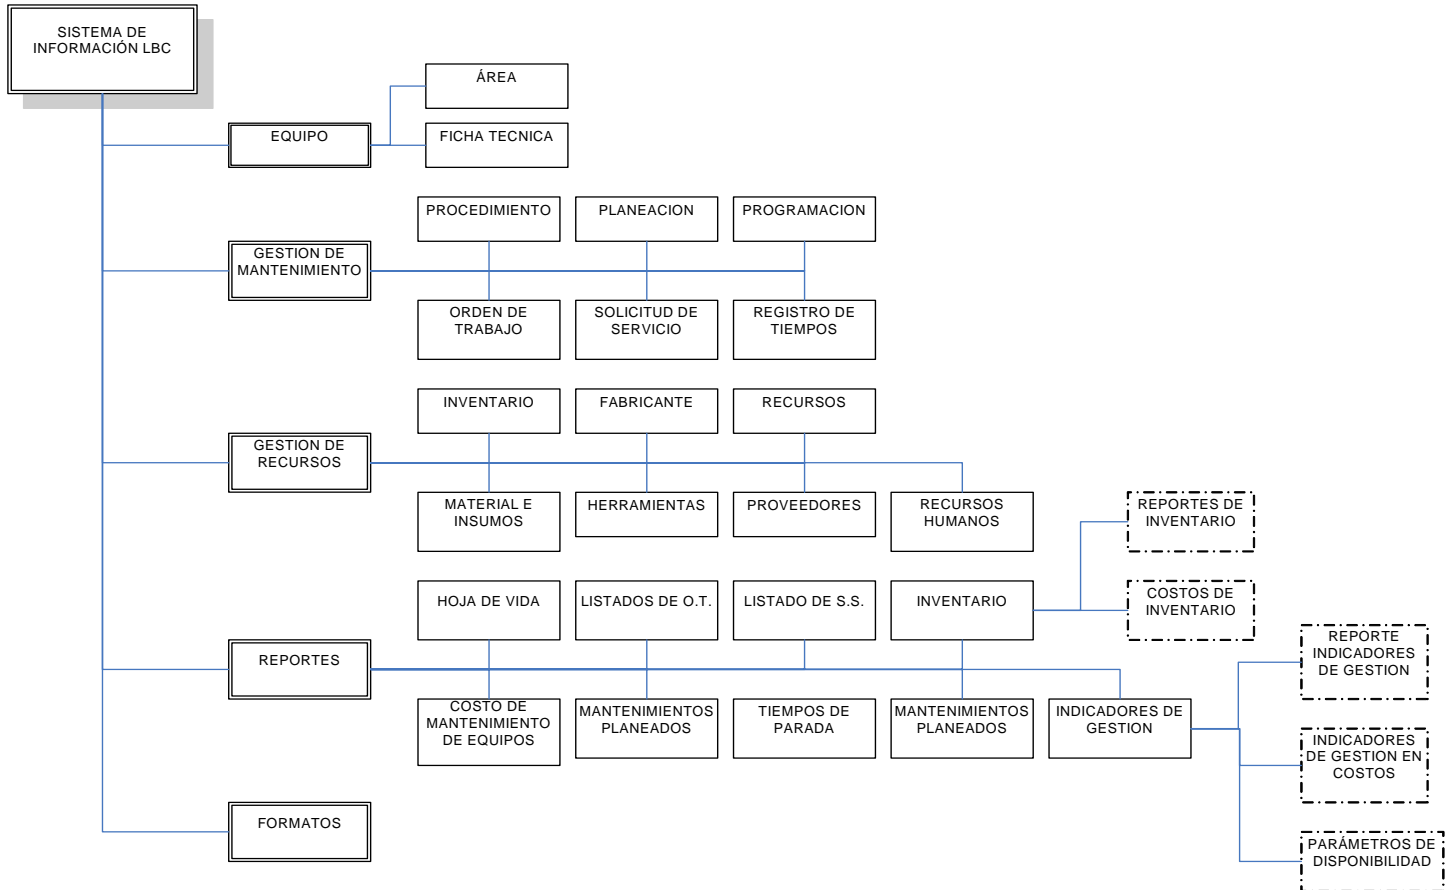 SISTEMA DE
INFORMACIÓN LBC
ÁREA
EQUIPO
FICHA TECNICA
PROCEDIMIENTO
PLANEACION
PROGRAMACION
GESTION DE
MANTENIMIENTO
ORDEN DE
TRABAJO
SOLICITUD DE
SERVICIO
REGISTRO DE
TIEMPOS
INVENTARIO
FABRICANTE
RECURSOS
GESTION DE
RECURSOS
MATERIAL E
INSUMOS
HERRAMIENTAS
PROVEEDORES
RECURSOS
HUMANOS
REPORTES DE
INVENTARIO
HOJA DE VIDA
LISTADOS DE O.T.
LISTADO DE S.S.
INVENTARIO
COSTOS DE
INVENTARIO
REPORTES
REPORTE
INDICADORES
DE GESTION
COSTO DE
MANTENIMIENTO
DE EQUIPOS
MANTENIMIENTOS
PLANEADOS
TIEMPOS DE
PARADA
MANTENIMIENTOS
PLANEADOS
INDICADORES DE
GESTION
INDICADORES
DE GESTION EN
COSTOS
FORMATOS
PARÁMETROS DE
DISPONIBILIDAD